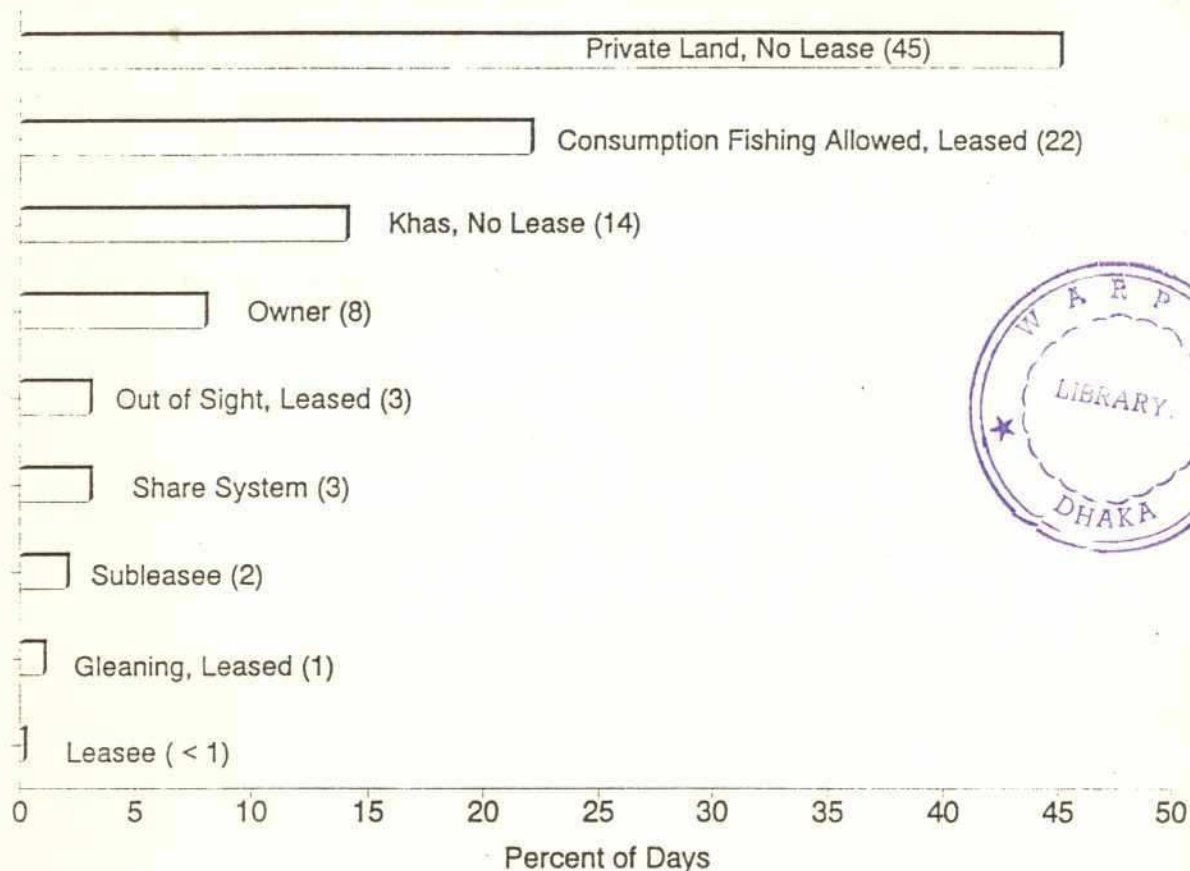 Private Land, No Lease (45)
Consumption Fishing Allowed, Leased (22)
Khas, No Lease (14)
Owner (8)
Out of Sight, Leased (3)
Share System (3)
Subleasee (2)
Gleaning, Leased (1)
Leasee ( < 1)
0 5 10 15 20 25 30 35 40 45 50
Percent of Days
W A R P
LIBRARY.
★ DHAKA